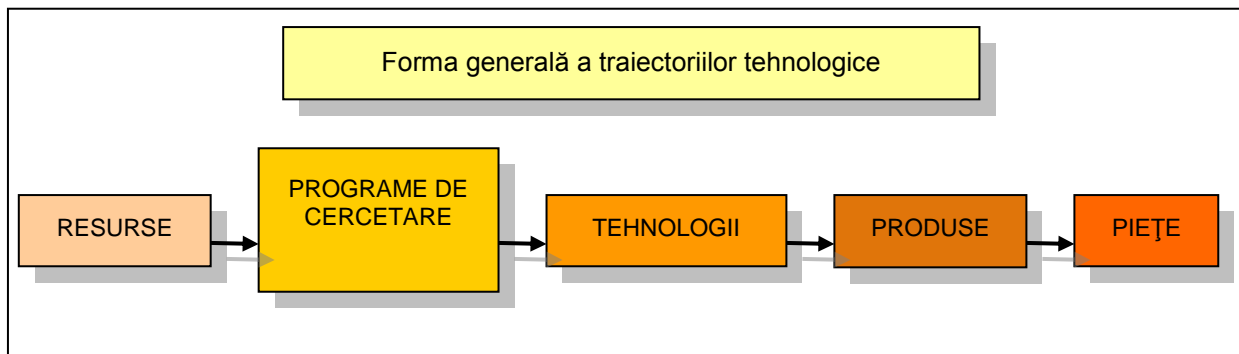 Forma generală a traiectoriilor tehnologice
RESURSE
PROGRAME DE
CERCETARE
TEHNOLOGII
PRODUSE
PIEŢE